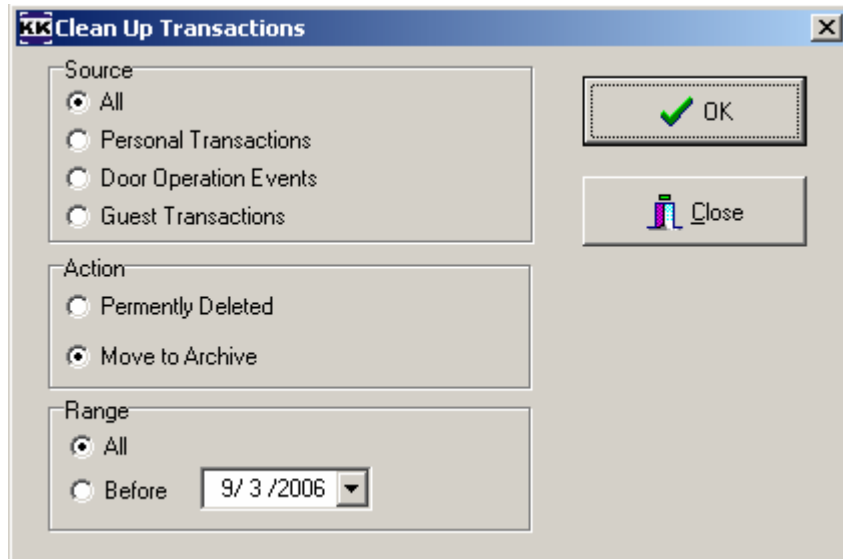 KK Clean Up Transactions
Source
All
Personal Transactions
Door Operation Events
Guest Transactions
OK
Close
Action
Permently Deleted
Move to Archive
Range
All
Before 9/ 3 /2006